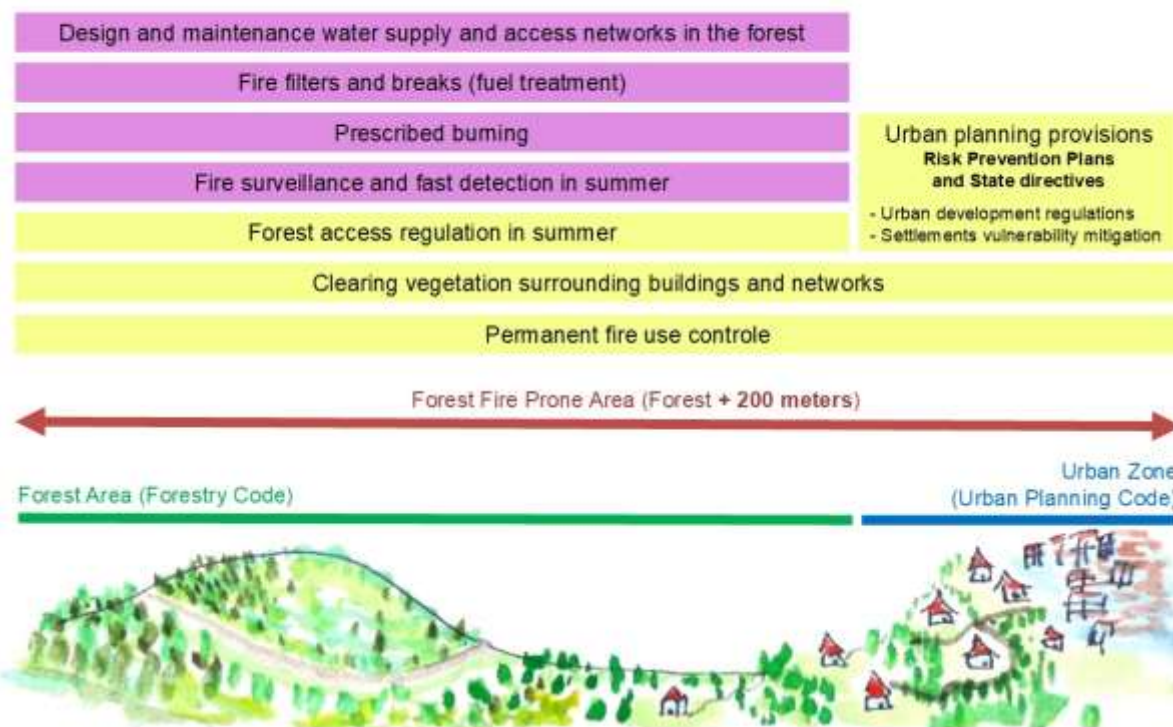 Design and maintenance water supply and access networks in the forest
Fire filters and breaks (fuel treatment)
Prescribed burning
Fire surveillance and fast detection in summer
Forest access regulation in summer
Urban planning provisions
Risk Prevention Plans
and State directives
- Urban development regulations
- Settlements vulnerability mitigation
Clearing vegetation surrounding buildings and networks
Permanent fire use controle
Forest Fire Prone Area (Forest + 200 meters)
Forest Area (Forestry Code)
Urban Zone
(Urban Planning Code)